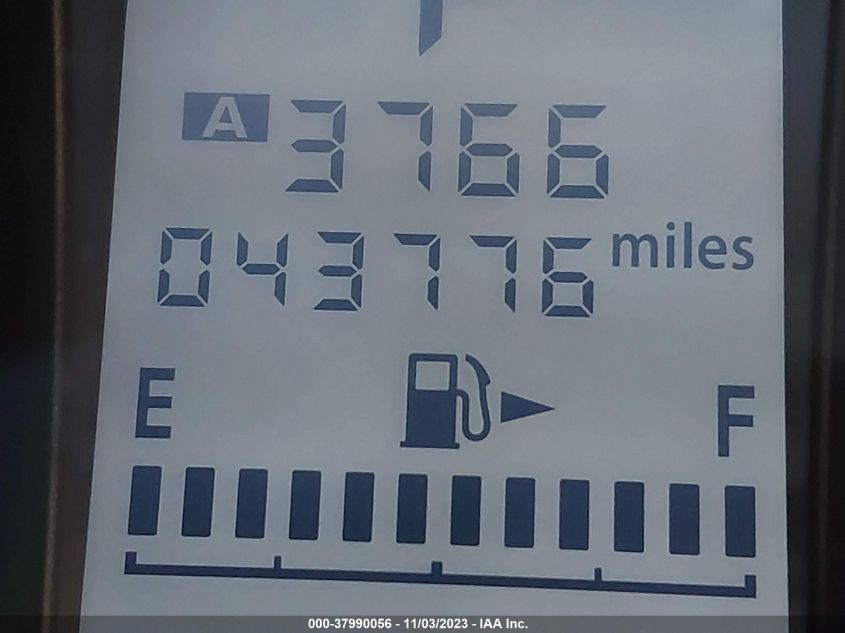 A 3766
043776 miles
E F
000-37990056 - 11/03/2023 - IAA Inc.